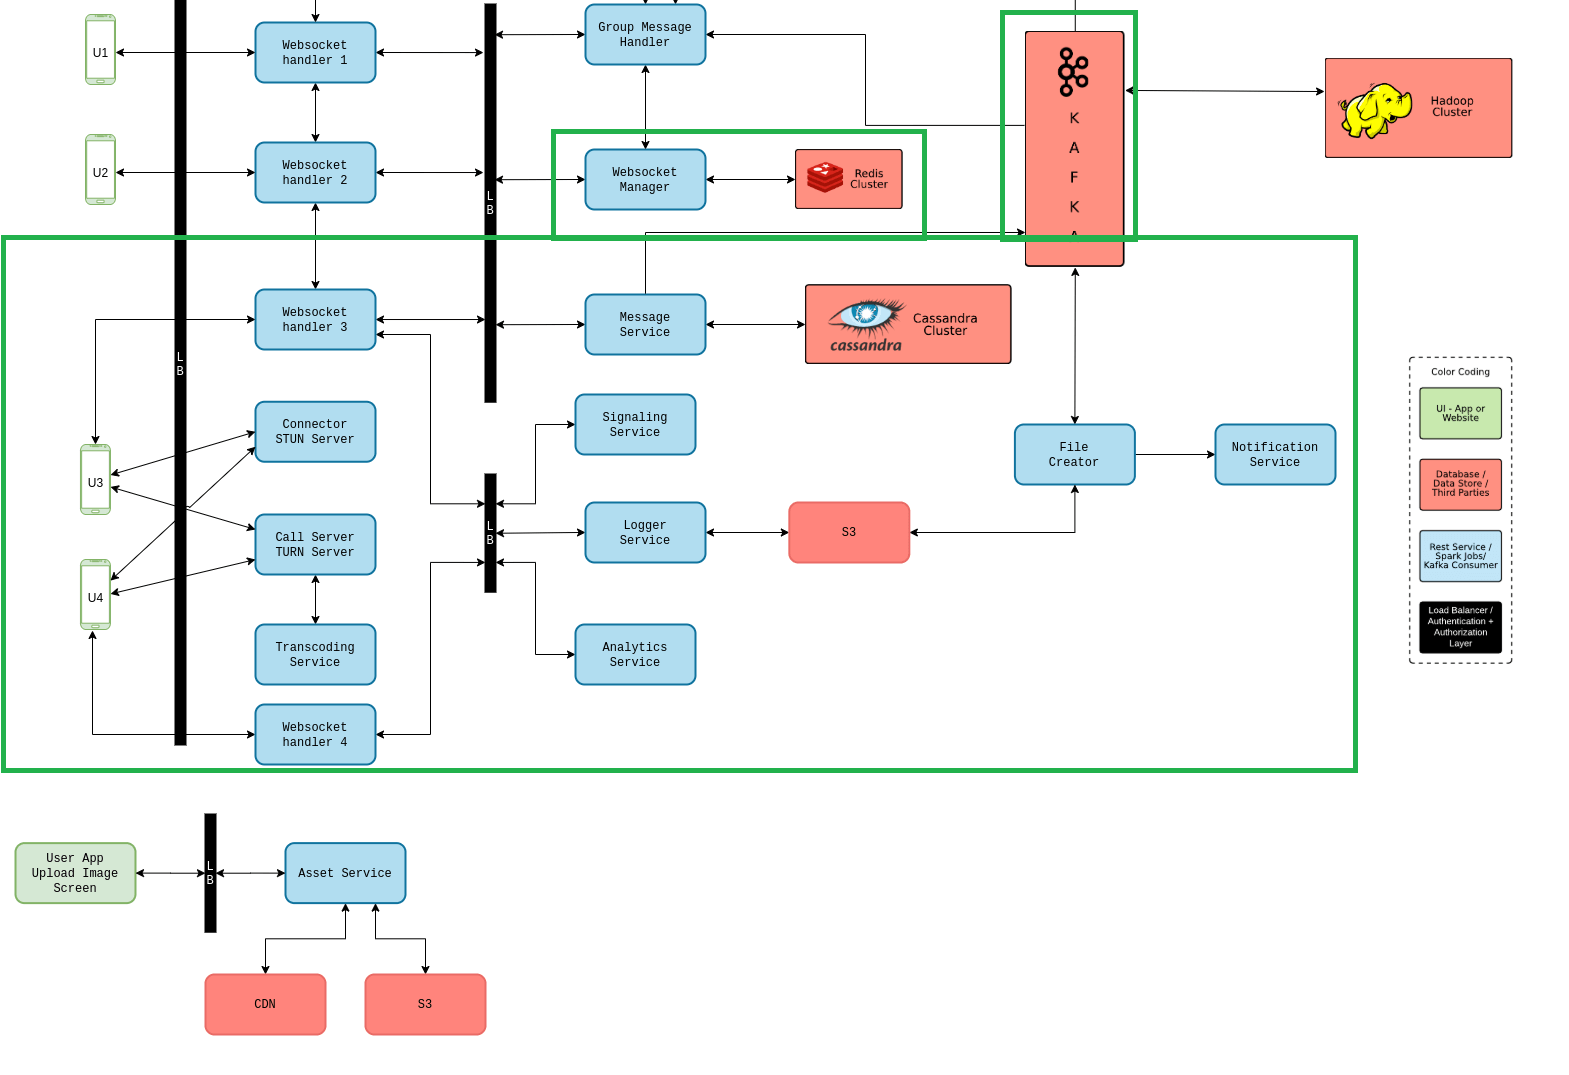 U1
Websocket
handler 1
Group Message
Handler
K
A
F
K
A
Hadoop
Cluster
U2
Websocket
handler 2
L
B
Websocket
Manager
Redis
Cluster
Websocket
handler 3
Message
Service
cassandra
Cassandra
Cluster
L
B
Color Coding
UI - App or
Website
Database /
Data Store /
Third Parties
Rest Service /
Spark Jobs/
Kafka Consumer
Load Balancer /
Authentication +
Authorization
Layer
Connector
STUN Server
Signaling
Service
File
Creator
Notification
Service
U3
Call Server
TURN Server
L
B
Logger
Service
S3
U4
Transcoding
Service
Analytics
Service
Websocket
handler 4
User App
Upload Image
Screen
L
B
Asset Service
CDN
S3